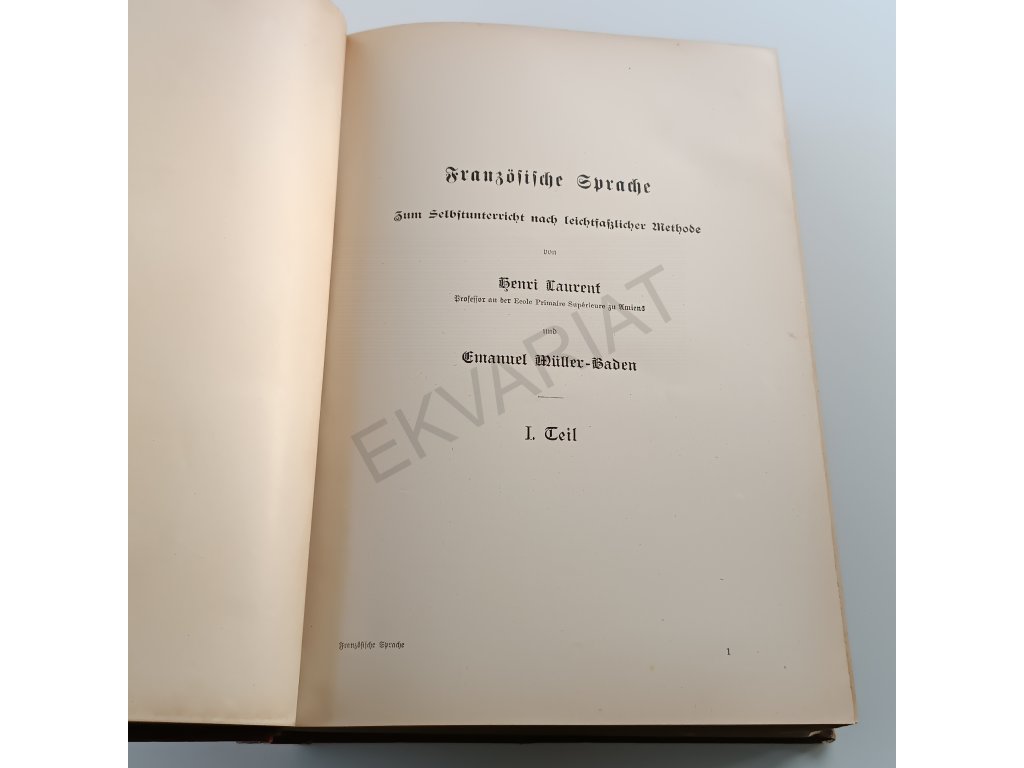 Französische Sprache
Zum Selbstunterricht nach leichtfaßlicher Methode
von
Henri Laurent
Professor an der Ecole Primaire Supérieure zu Amiens
und
Emanuel Müller-Baden
I. Teil
Französische Sprache 1
EKVARIAT